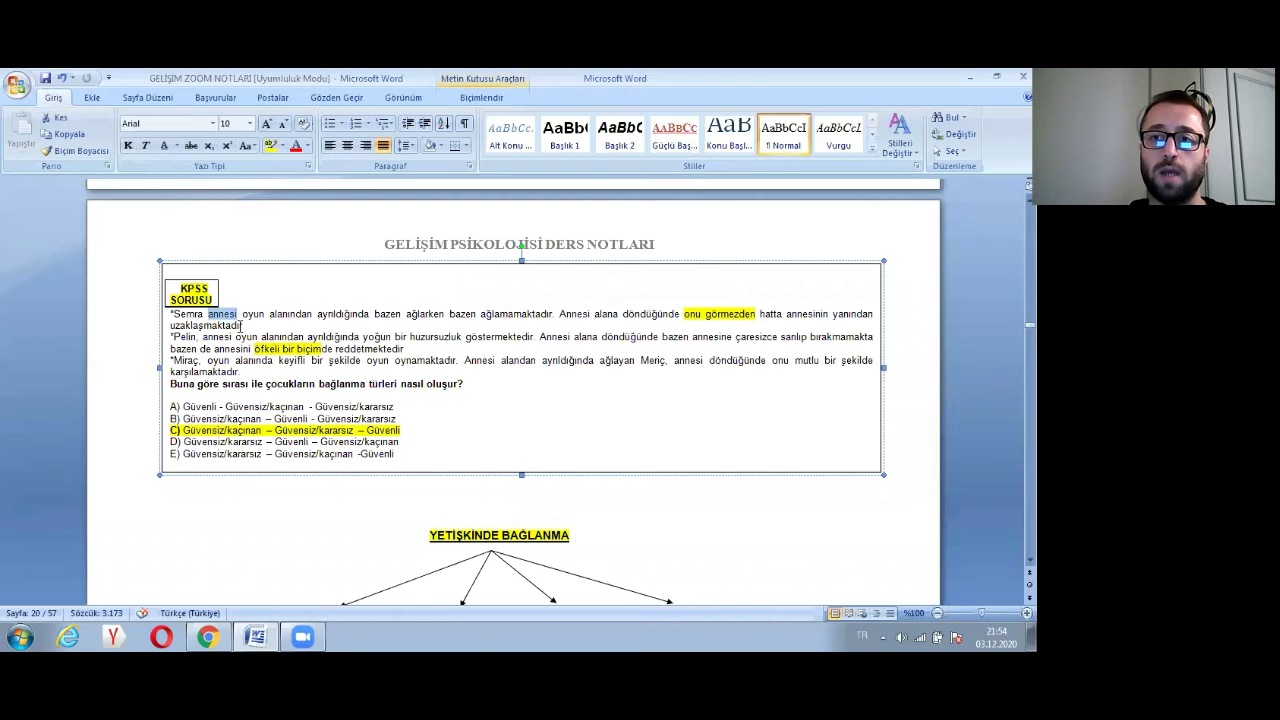 GELİŞİM ZOOM NOTLARI [Uyumluluk Modu] - Microsoft Word
Metin Kutusu Araçları
Microsoft Word
Giriş
Ekle
Sayfa Düzeni
Başvurular
Postalar
Gözden Geçir
Görünüm
Biçimlendir
Yapıştır
Kes
Kopyala
Biçim Boyacısı
Pano
Arial
10
Yazı Tipi
Paragraf
Alt Konu ...
Başlık 1
Başlık 2
Güçlü Baş...
Konu Başl...
¶ Normal
Vurgu
Stilleri
Değiştir
Stiller
Bul
Değiştir
Seç
Düzenleme
GELİŞİM PSİKOLOJİSİ DERS NOTLARI
KPSS
SORUSU
*Semra annesi oyun alanından ayrıldığında bazen ağlarken bazen ağlamamaktadır. Annesi alana döndüğünde onu görmezden hatta annesinin yanından
uzaklaşmaktadır
*Pelin, annesi oyun alanından ayrıldığında yoğun bir huzursuzluk göstermektedir. Annesi alana döndüğünde bazen annesine çaresizce sarılıp bırakmamakta
bazen de annesini öfkeli bir biçimde reddetmektedir
*Miraç, oyun alanında keyifli bir şekilde oyun oynamaktadır. Annesi alandan ayrıldığında ağlayan Meriç, annesi döndüğünde onu mutlu bir şekilde
karşılamaktadır.
Buna göre sırası ile çocukların bağlanma türleri nasıl oluşur?
A) Güvenli - Güvensiz/kaçınan - Güvensiz/kararsız
B) Güvensiz/kaçınan – Güvenli - Güvensiz/kararsız
C) Güvensiz/kaçınan – Güvensiz/kararsız – Güvenli
D) Güvensiz/kararsız – Güvenli – Güvensiz/kaçınan
E) Güvensiz/kararsız – Güvensiz/kaçınan -Güvenli
YETİŞKİNDE BAĞLANMA
Sayfa: 20 / 57
Sözcük: 3.173
Türkçe (Türkiye)
%100
TR
21:54
03.12.2020